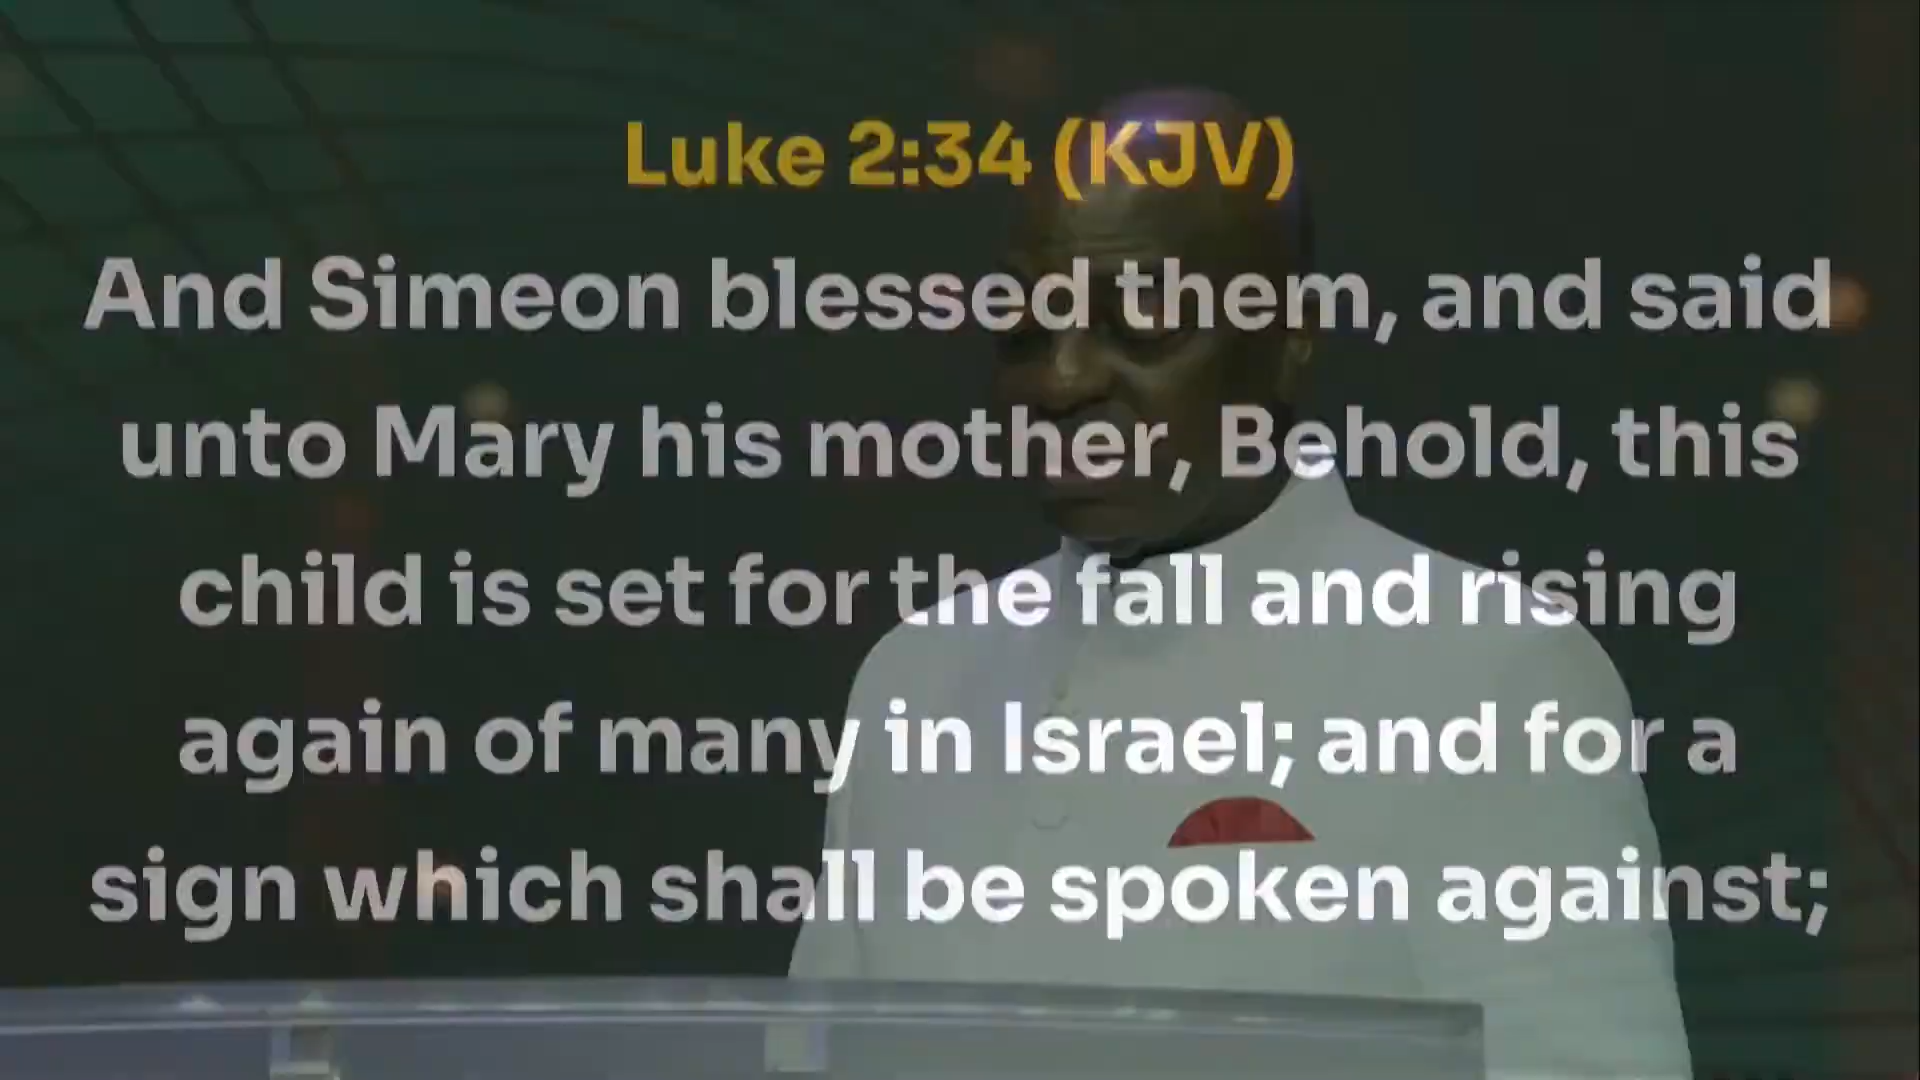 Luke 2:34 (KJV)
And Simeon blessed them, and said
unto Mary his mother, Behold, this
child is set for the fall and rising
again of many in Israel; and for a
sign which shall be spoken against;